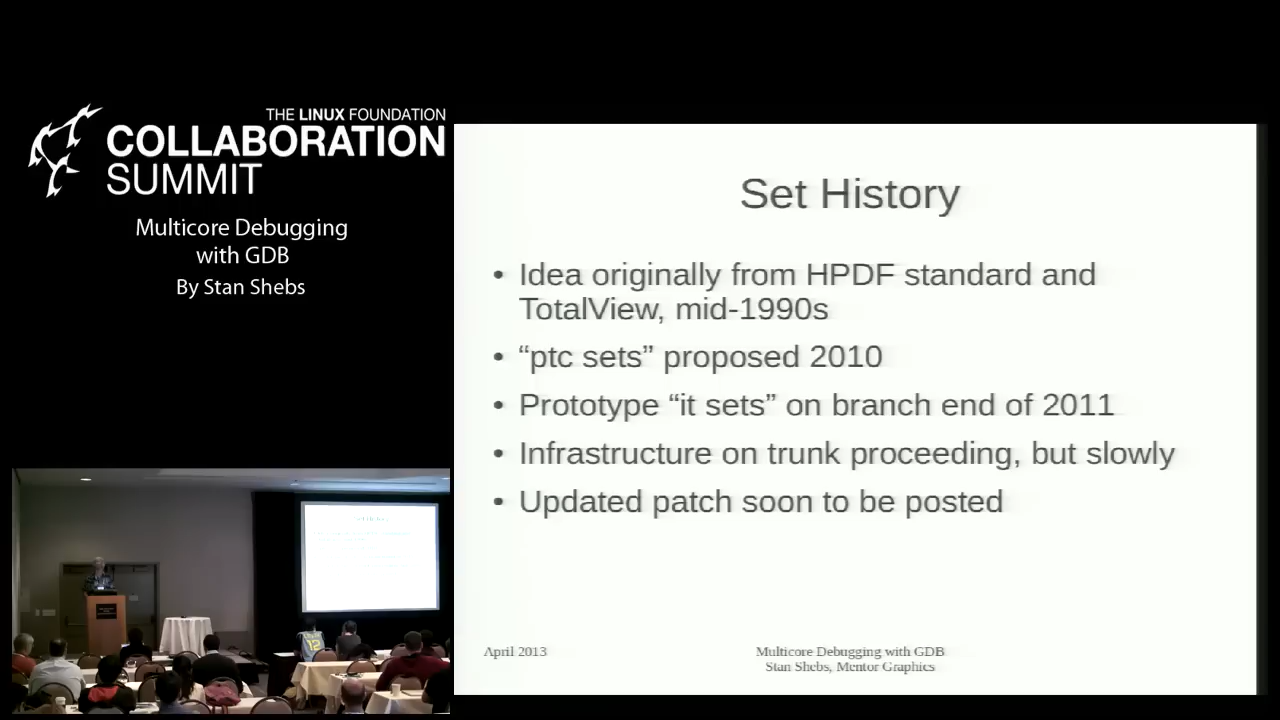 THE LINUX FOUNDATION
COLLABORATION
SUMMIT
Multicore Debugging
with GDB
By Stan Shebs
Set History
• Idea originally from HPDF standard and
TotalView, mid-1990s
• “ptc sets” proposed 2010
• Prototype “it sets” on branch end of 2011
• Infrastructure on trunk proceeding, but slowly
• Updated patch soon to be posted
April 2013
Multicore Debugging with GDB
Stan Shebs, Mentor Graphics
Set History
12